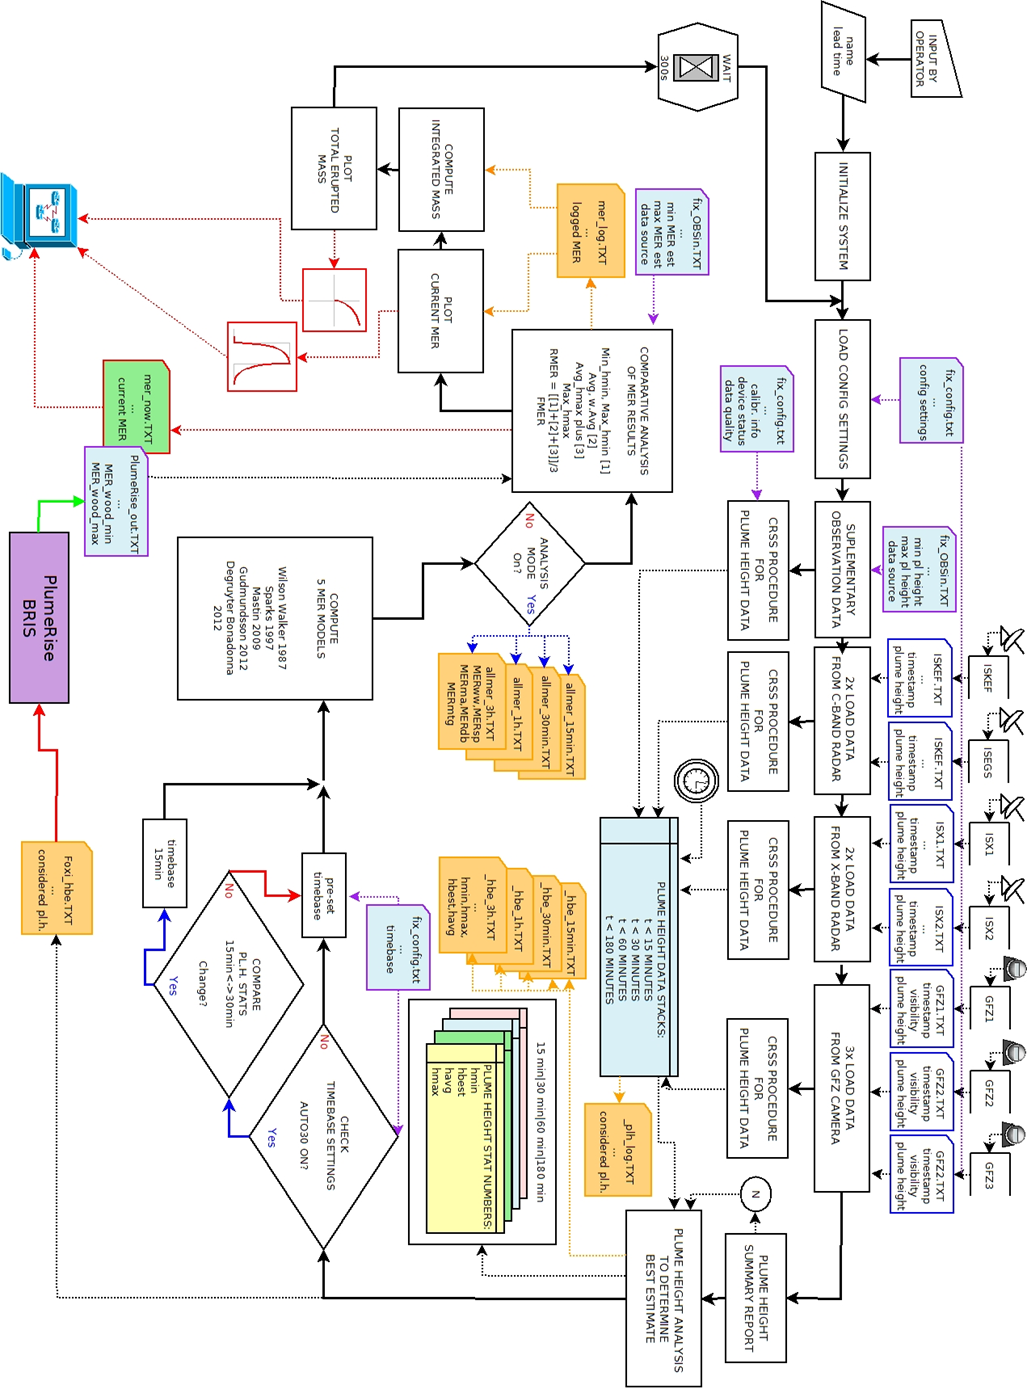 INPUT BY
OPERATOR
name
lead time
INITIALIZE SYSTEM
WAIT
300s
LOAD CONFIG SETTINGS
fix_config.txt
...
config settings
SUPLEMENTARY
OBSERVATION DATA
fix_OBSin.TXT
...
min pl height
max pl height
data source
2x LOAD DATA
FROM C-BAND RADAR
ISKEF
ISKEF.TXT
timestamp
plume height
ISEGS
ISKEF.TXT
timestamp
...
plume height
2x LOAD DATA
FROM X-BAND RADAR
ISX1
ISX1.TXT
timestamp
...
plume height
ISX2
ISX2.TXT
timestamp
...
plume height
3x LOAD DATA
FROM GFZ CAMERA
GFZ1
GFZ1.TXT
timestamp
visibility
plume height
GFZ2
GFZ2.TXT
timestamp
visibility
plume height
GFZ3
GFZ2.TXT
timestamp
visibility
plume height
fix_config.txt
...
calibr. info
device status
data quality
CRSS PROCEDURE
FOR
PLUME HEIGHT DATA
CRSS PROCEDURE
FOR
PLUME HEIGHT DATA
CRSS PROCEDURE
FOR
PLUME HEIGHT DATA
CRSS PROCEDURE
FOR
PLUME HEIGHT DATA
PLUME HEIGHT
SUMMARY REPORT
N
PLUME HEIGHT DATA STACKS:
t < 15 MINUTES
t < 30 MINUTES
t < 60 MINUTES
t < 180 MINUTES
_plh_log.TXT
...
considered pl.h.
PLUME HEIGHT ANALYSIS
TO DETERMINE
BEST ESTIMATE
_hbe_15min.TXT
_hbe_30min.TXT
_hbe_1h.TXT
_hbe_3h.TXT
...
hmin,hmax,
hbest,havg
15 min|30 min|60 min|180 min
PLUME HEIGHT STAT NUMBERS:
hmin
hbest
havg
hmax
CHECK
TIMEBASE SETTINGS
AUTO30 ON?
No
Yes
fix_config.txt
...
timebase
COMPARE
PL.H. STATS
15min<<>30min
Change?
No
Yes
pre-set
timebase
timebase
15min
Foxi_hbe.TXT
...
considered pl.h.
PlumeRise
BRIS
PlumeRise_out.TXT
...
MER_wood_min
MER_wood_max
COMPUTE
5 MER MODELS
Wilson Walker 1987
Sparks 1997
Mastin 2009
Gudmundsson 2012
Degruyter Bonadonna
2012
ANALYSIS
MODE
On?
No
Yes
allmer_15min.TXT
allmer_30min.TXT
allmer_1h.TXT
allmer_3h.TXT
...
MERww,MERsp
MERma,MERdb
MERmtg
COMPARATIVE ANALYSIS
OF MER RESULTS
Min_hmin, Max_hmin [1]
Avg, w.Avg [2]
Avg_hmax plus [3]
Max_hmax
RMER = [[1]+[2]+[3]]/3
FMER
fix_OBSin.TXT
...
min MER est
max MER est
data source
mer_log.TXT
...
logged MER
mer_now.TXT
...
current MER
PLOT
CURRENT MER
COMPUTE
INTEGRATED MASS
PLOT
TOTAL ERUPTED
MASS